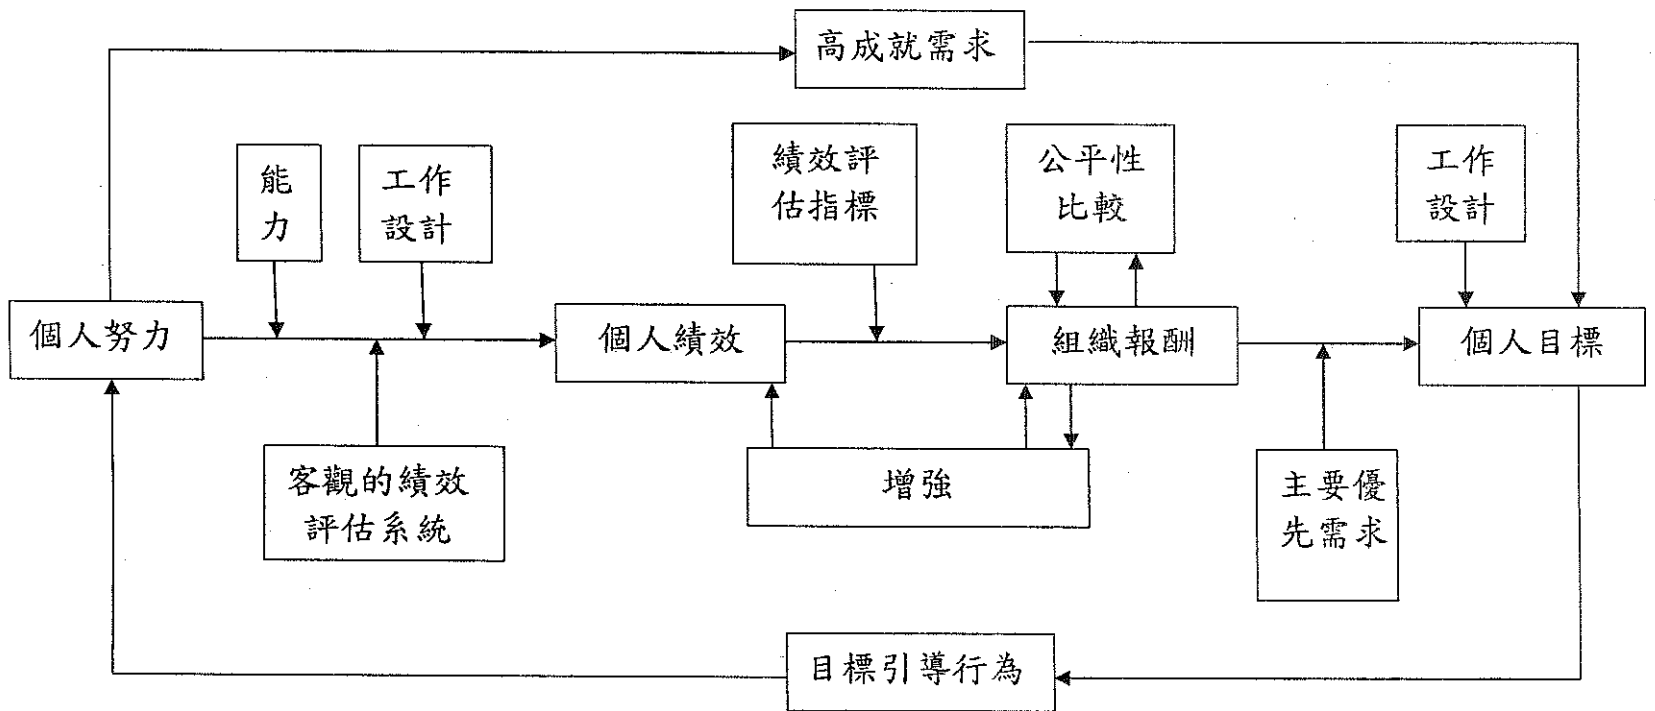 高成就需求
能
力
工作
設計
績效評
估指標
公平性
比較
工作
設計
個人努力
個人績效
組織報酬
個人目標
客觀的績效
評估系統
增強
主要優
先需求
目標引導行為